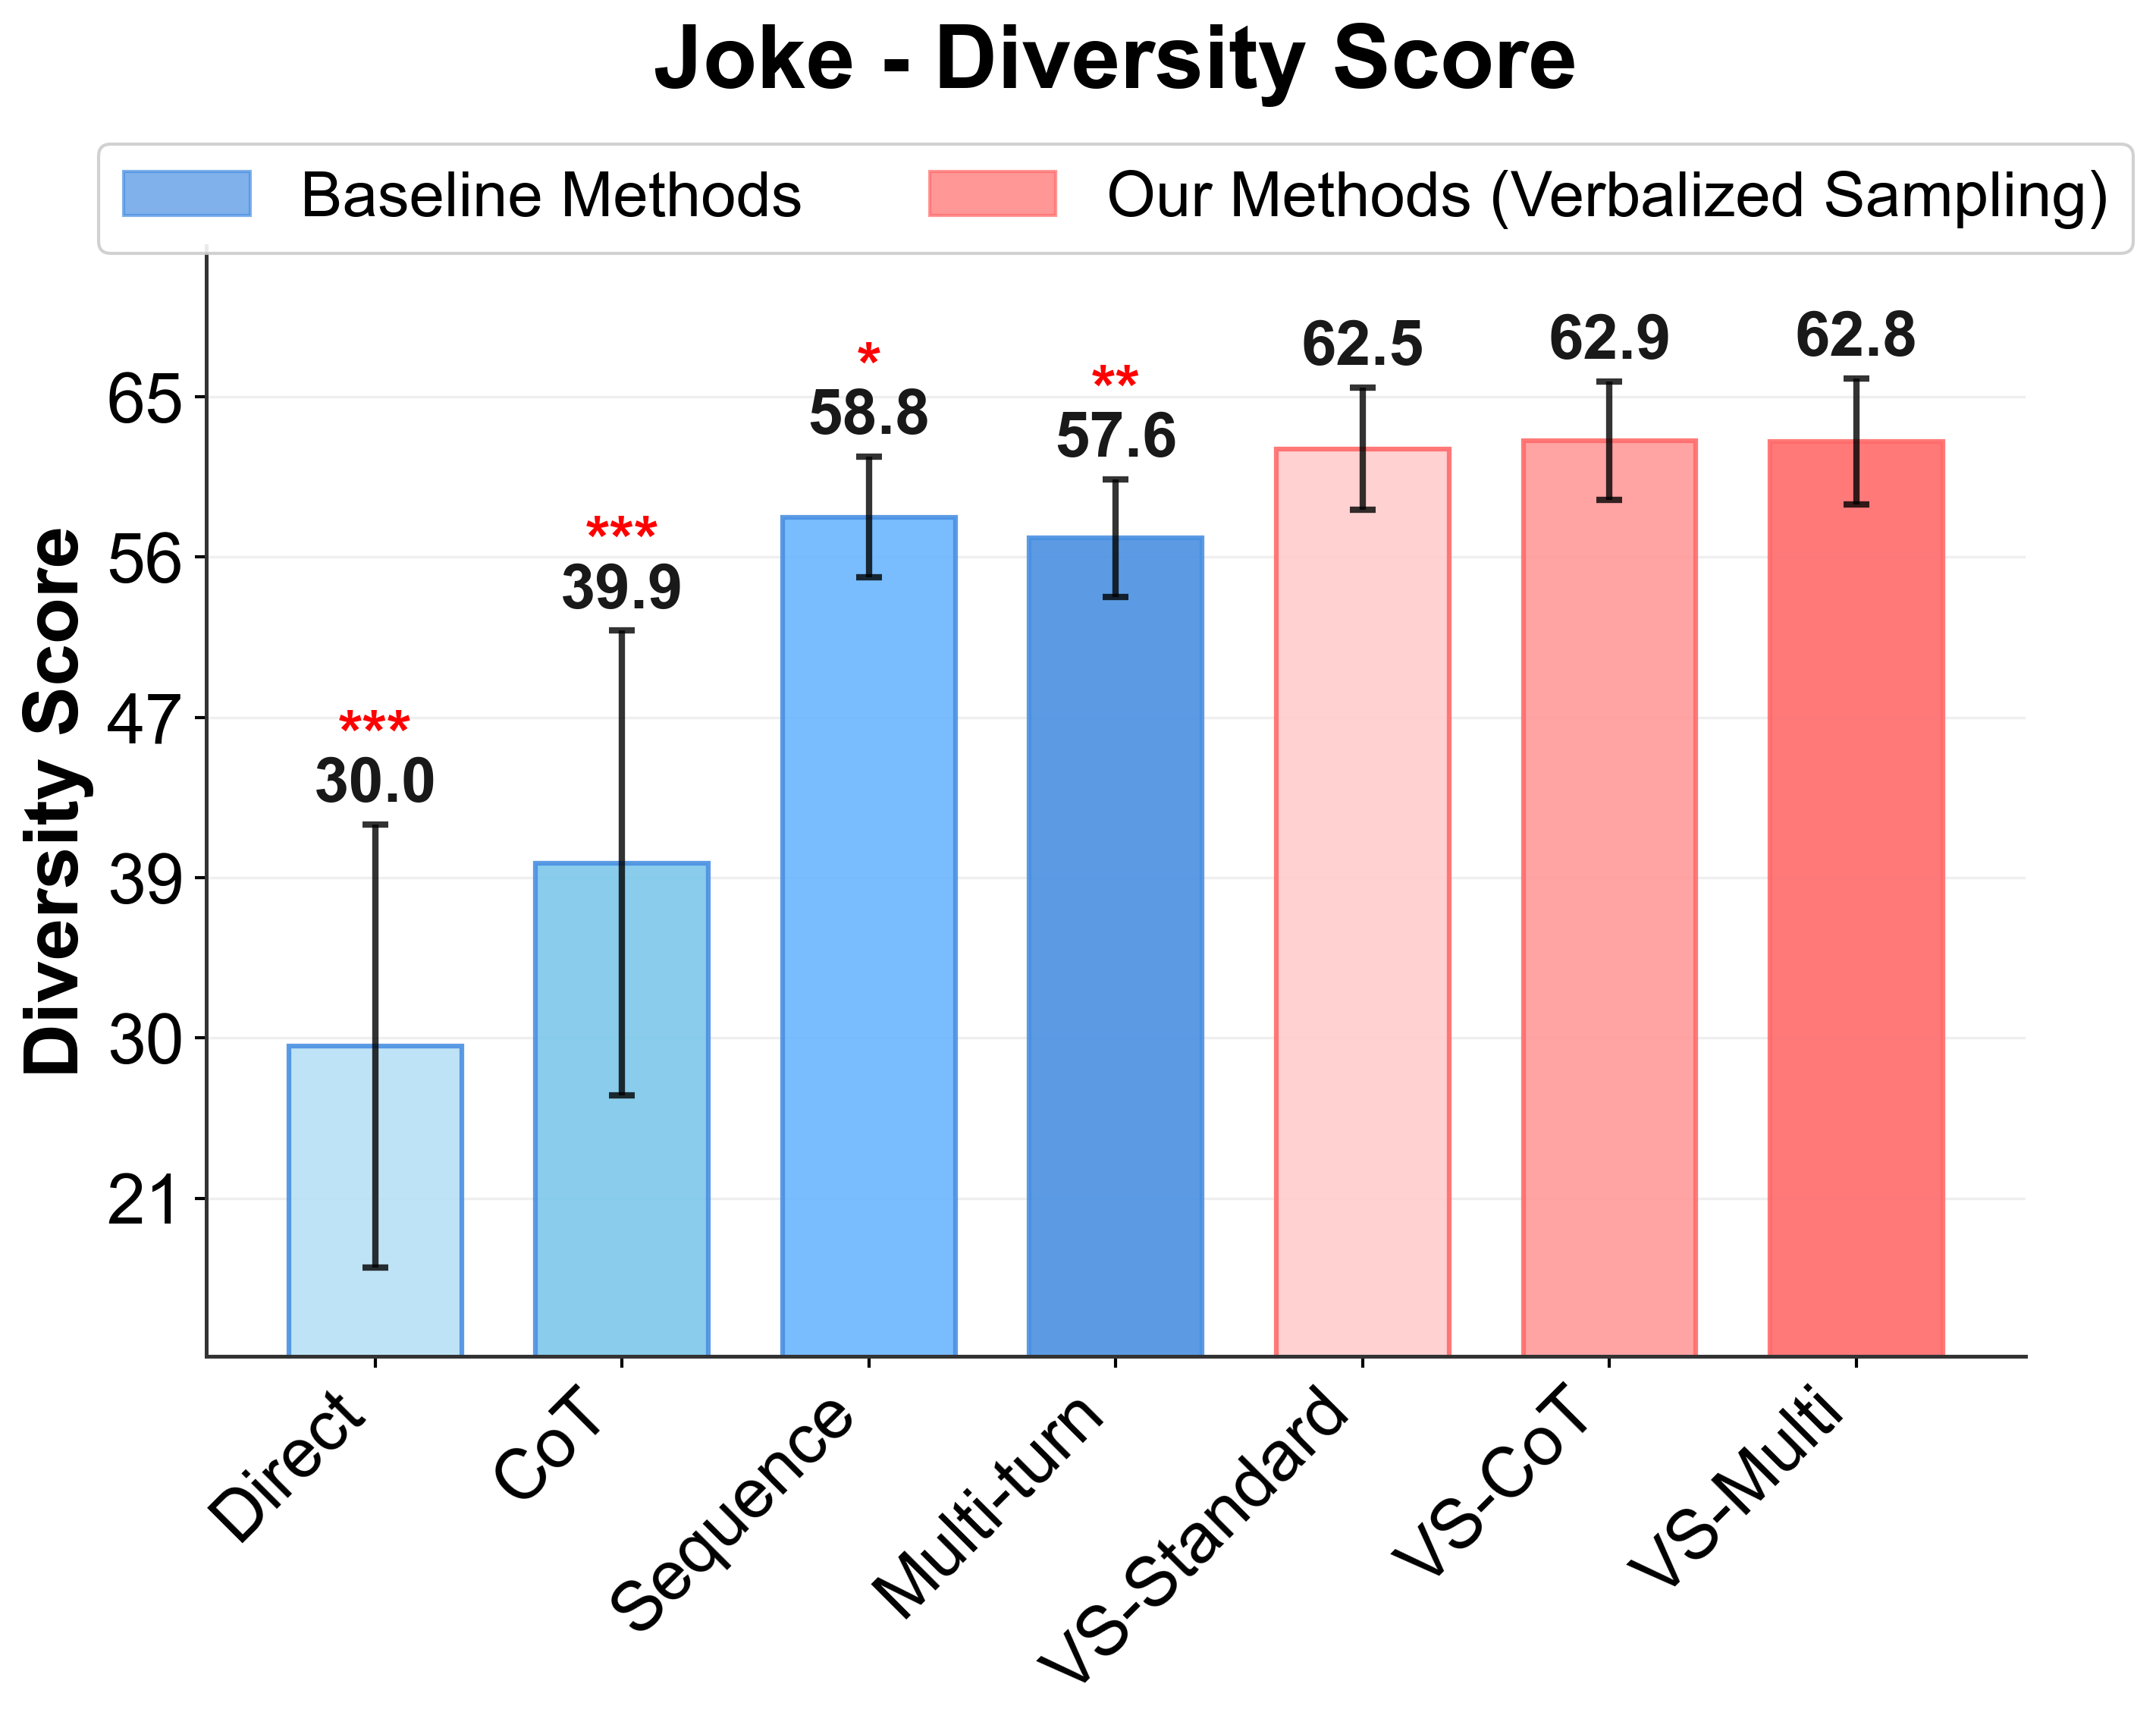 Joke - Diversity Score
Baseline Methods
Our Methods (Verbalized Sampling)
Diversity Score
65
56
47
39
30
21
***
30.0
***
39.9
*
58.8
**
57.6
62.5
62.9
62.8
Direct
CoT
Sequence
Multi-turn
VS-Standard
VS-CoT
VS-Multi